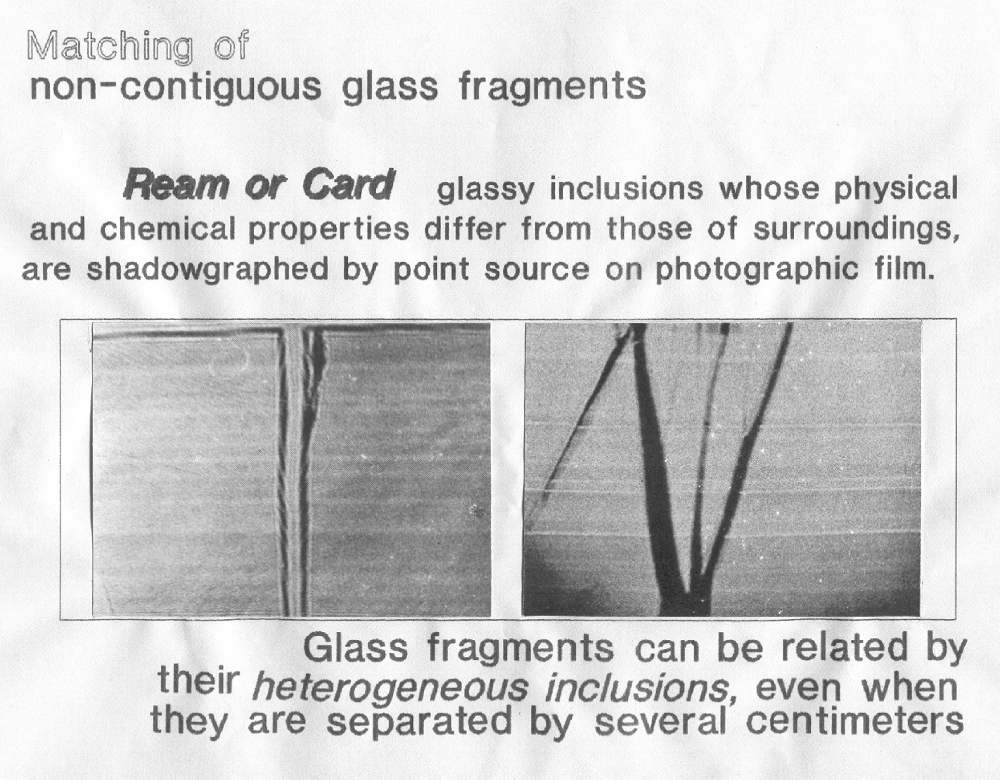 Matching of
non-contiguous glass fragments
Ream or Card glassy inclusions whose physical
and chemical properties differ from those of surroundings,
are shadowgraphed by point source on photographic film.
Glass fragments can be related by
their heterogeneous inclusions, even when
they are separated by several centimeters